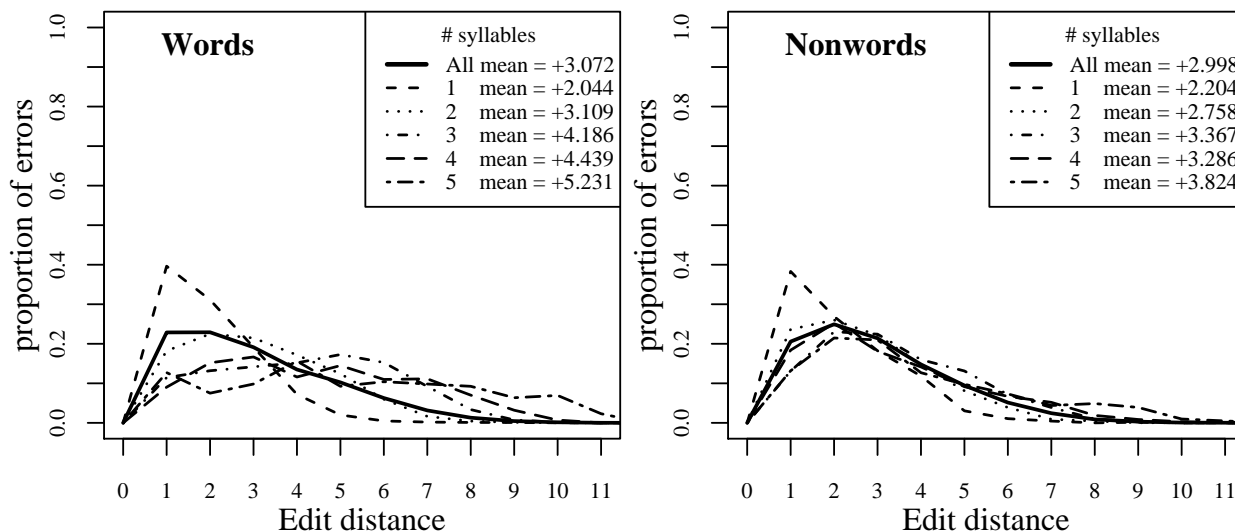 Words
# syllables
All mean = +3.072
1 mean = +2.044
2 mean = +3.109
3 mean = +4.186
4 mean = +4.439
5 mean = +5.231
proportion of errors
1.0
0.8
0.6
0.4
0.2
0.0
0 1 2 3 4 5 6 7 8 9 10 11
Edit distance
Nonwords
# syllables
All mean = +2.998
1 mean = +2.204
2 mean = +2.758
3 mean = +3.367
4 mean = +3.286
5 mean = +3.824
proportion of errors
1.0
0.8
0.6
0.4
0.2
0.0
0 1 2 3 4 5 6 7 8 9 10 11
Edit distance